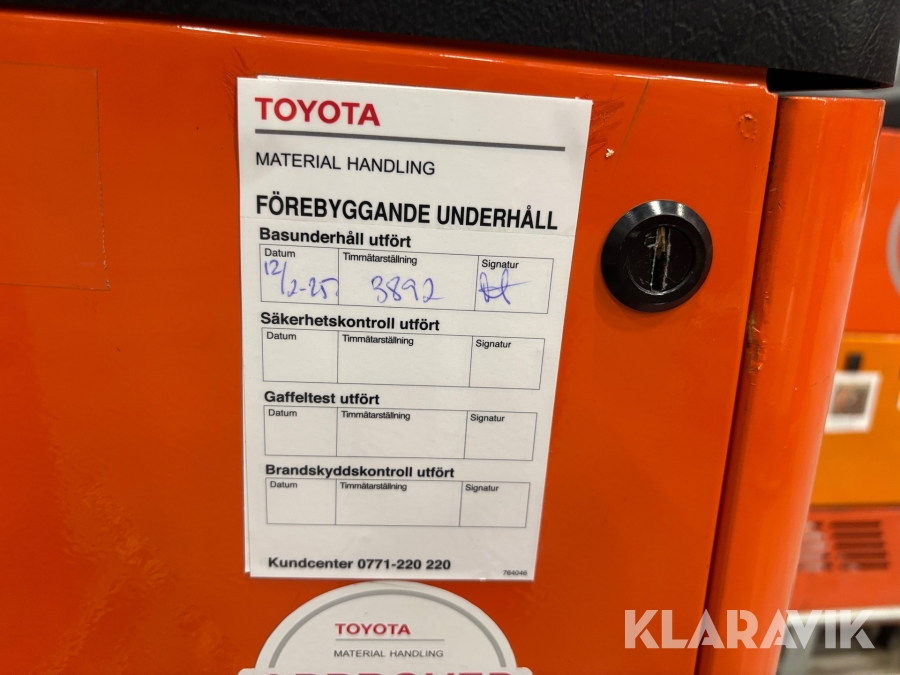 TOYOTA
MATERIAL HANDLING
FÖREBYGGANDE UNDERHÅLL
Basunderhåll utfört
Datum Timmätarställning Signatur
12/2-25 3892
Säkerhetskontroll utfört
Datum Timmätarställning Signatur
Gaffeltest utfört
Datum Timmätarställning Signatur
Brandskyddskontroll utfört
Datum Timmätarställning Signatur
Kundcenter 0771-220 220
764046
TOYOTA
MATERIAL HANDLING
APPROVED
KLARAVIK